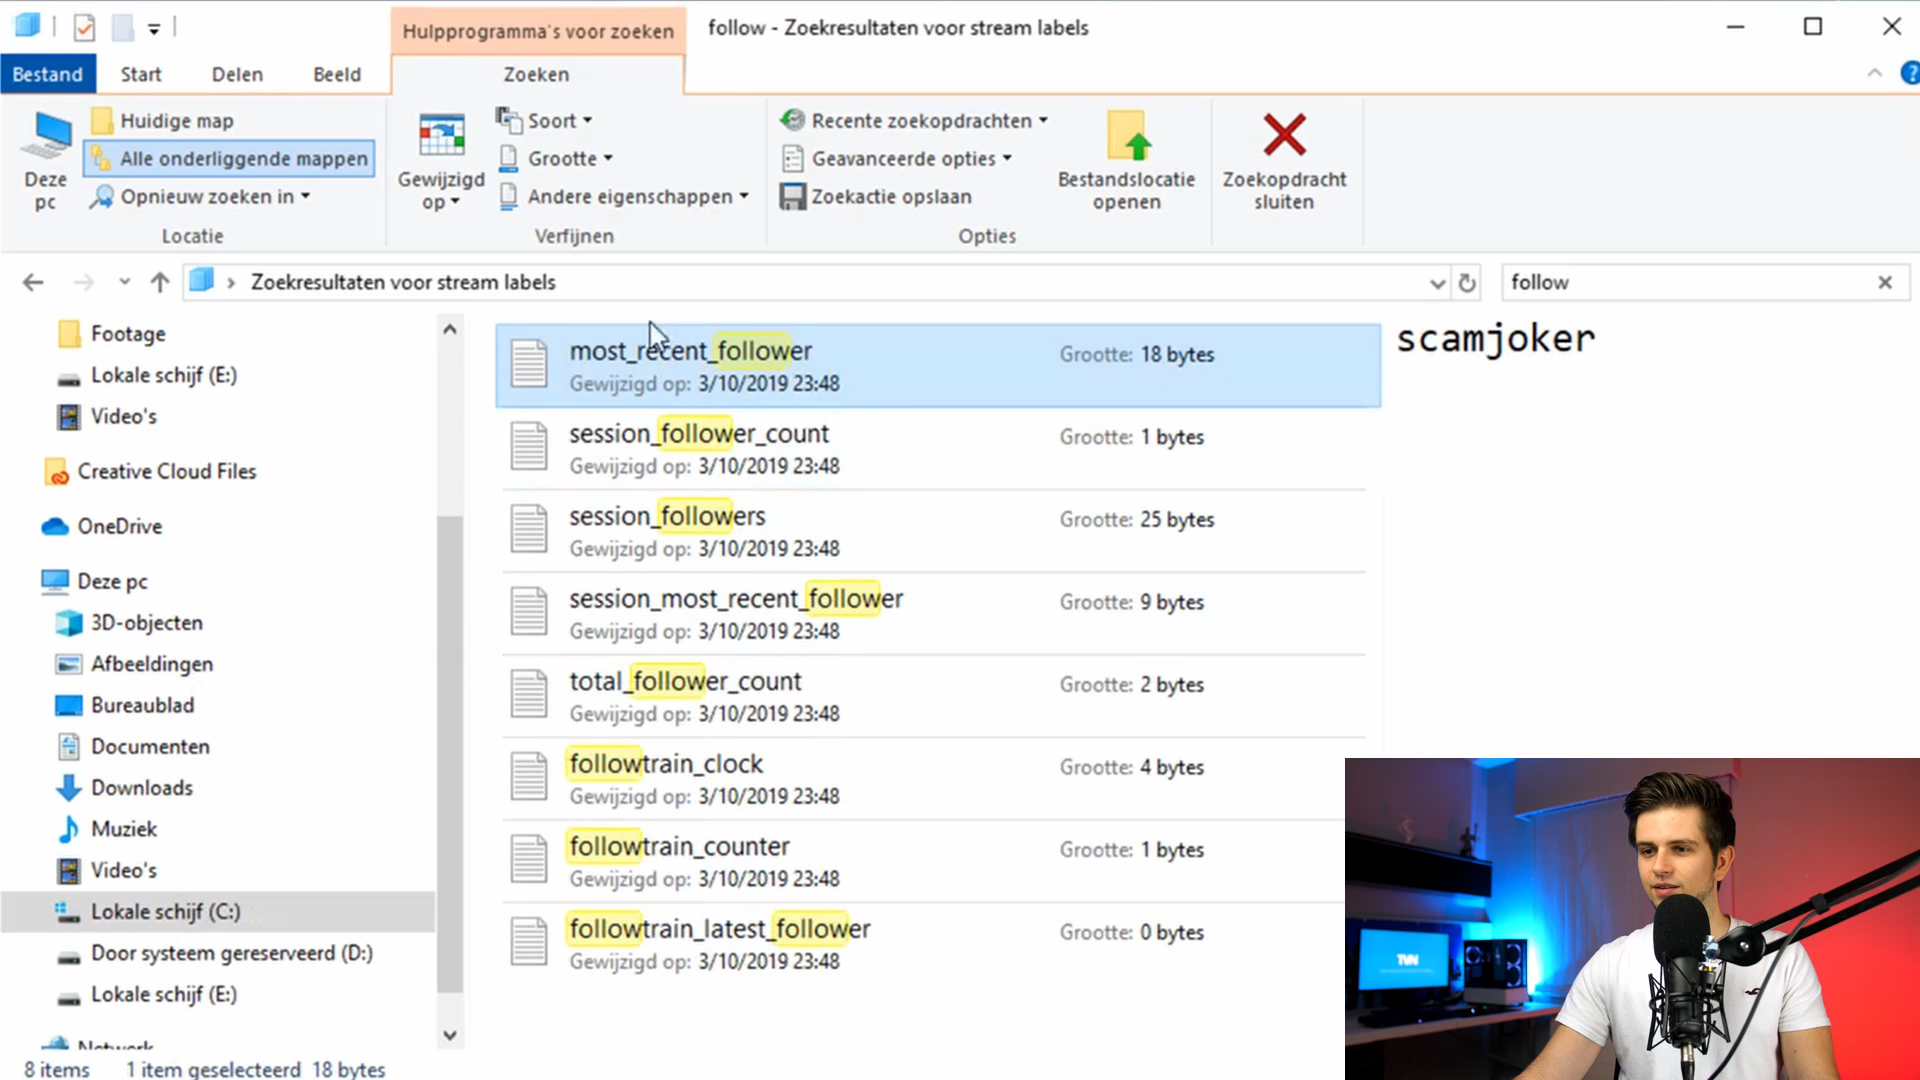 Hulpprogramma's voor zoeken
follow - Zoekresultaten voor stream labels
Bestand
Start
Delen
Beeld
Zoeken
Deze pc
Huidige map
Alle onderliggende mappen
Opnieuw zoeken in
Locatie
Gewijzigd op
Soort
Grootte
Andere eigenschappen
Verfijnen
Recente zoekopdrachten
Geavanceerde opties
Zoekactie opslaan
Bestandslocatie openen
Opties
Zoekopdracht sluiten
Zoekresultaten voor stream labels
follow
Footage
Lokale schijf (E:)
Video's
Creative Cloud Files
OneDrive
Deze pc
3D-objecten
Afbeeldingen
Bureaublad
Documenten
Downloads
Muziek
Video's
Lokale schijf (C:)
Door systeem gereserveerd (D:)
Lokale schijf (E:)
Netwerk
most_recent_follower
Grootte: 18 bytes
Gewijzigd op: 3/10/2019 23:48
session_follower_count
Grootte: 1 bytes
Gewijzigd op: 3/10/2019 23:48
session_followers
Grootte: 25 bytes
Gewijzigd op: 3/10/2019 23:48
session_most_recent_follower
Grootte: 9 bytes
Gewijzigd op: 3/10/2019 23:48
total_follower_count
Grootte: 2 bytes
Gewijzigd op: 3/10/2019 23:48
followtrain_clock
Grootte: 4 bytes
Gewijzigd op: 3/10/2019 23:48
followtrain_counter
Grootte: 1 bytes
Gewijzigd op: 3/10/2019 23:48
followtrain_latest_follower
Grootte: 0 bytes
Gewijzigd op: 3/10/2019 23:48
scamjoker
TVN
8 items
1 item geselecteerd 18 bytes